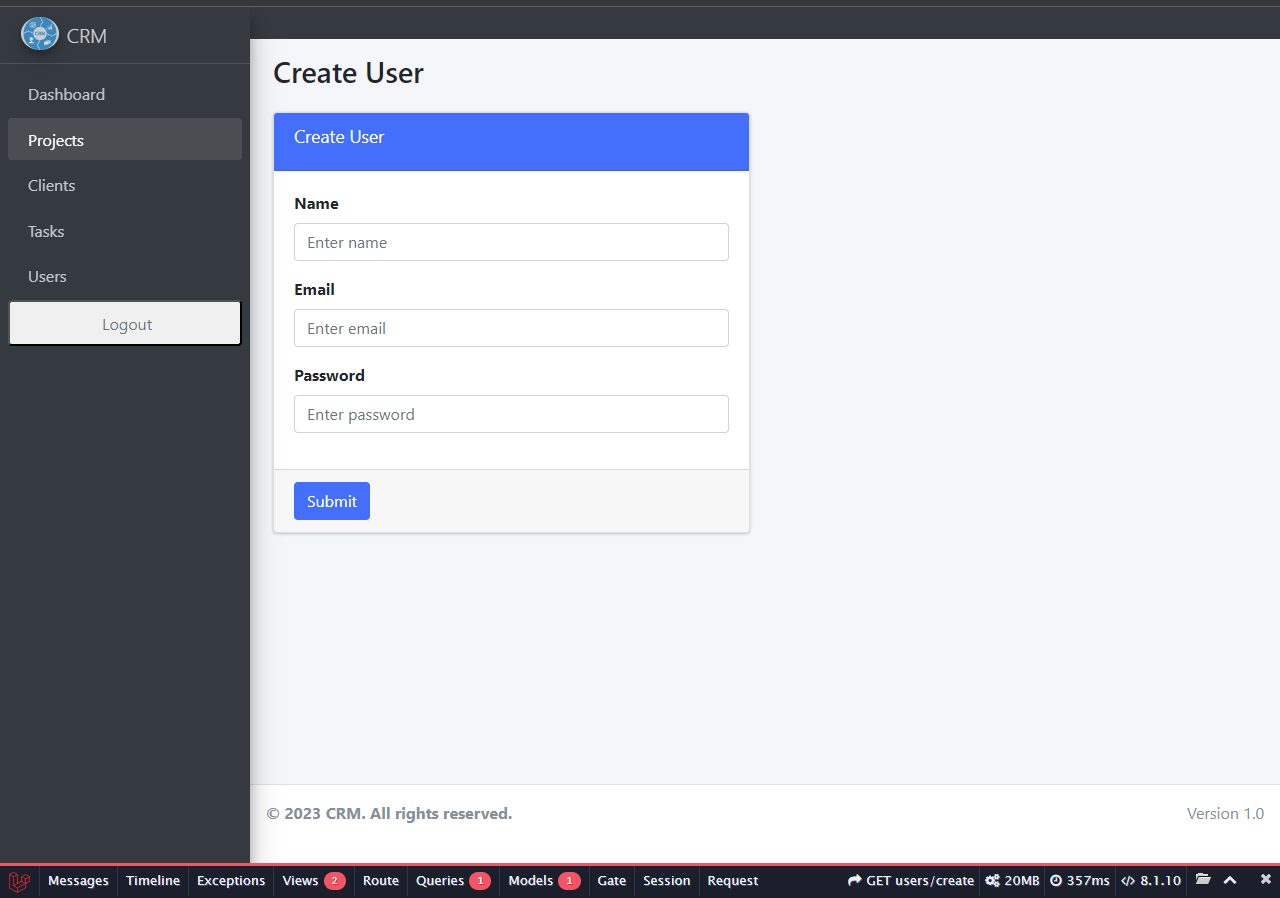 CRM
Dashboard
Projects
Clients
Tasks
Users
Logout
Create User
Create User
Name
Enter name
Email
Enter email
Password
Enter password
Submit
© 2023 CRM. All rights reserved. Version 1.0
Messages Timeline Exceptions Views 2 Route Queries 1 Models 1 Gate Session Request GET users/create 20MB 357ms </> 8.1.10